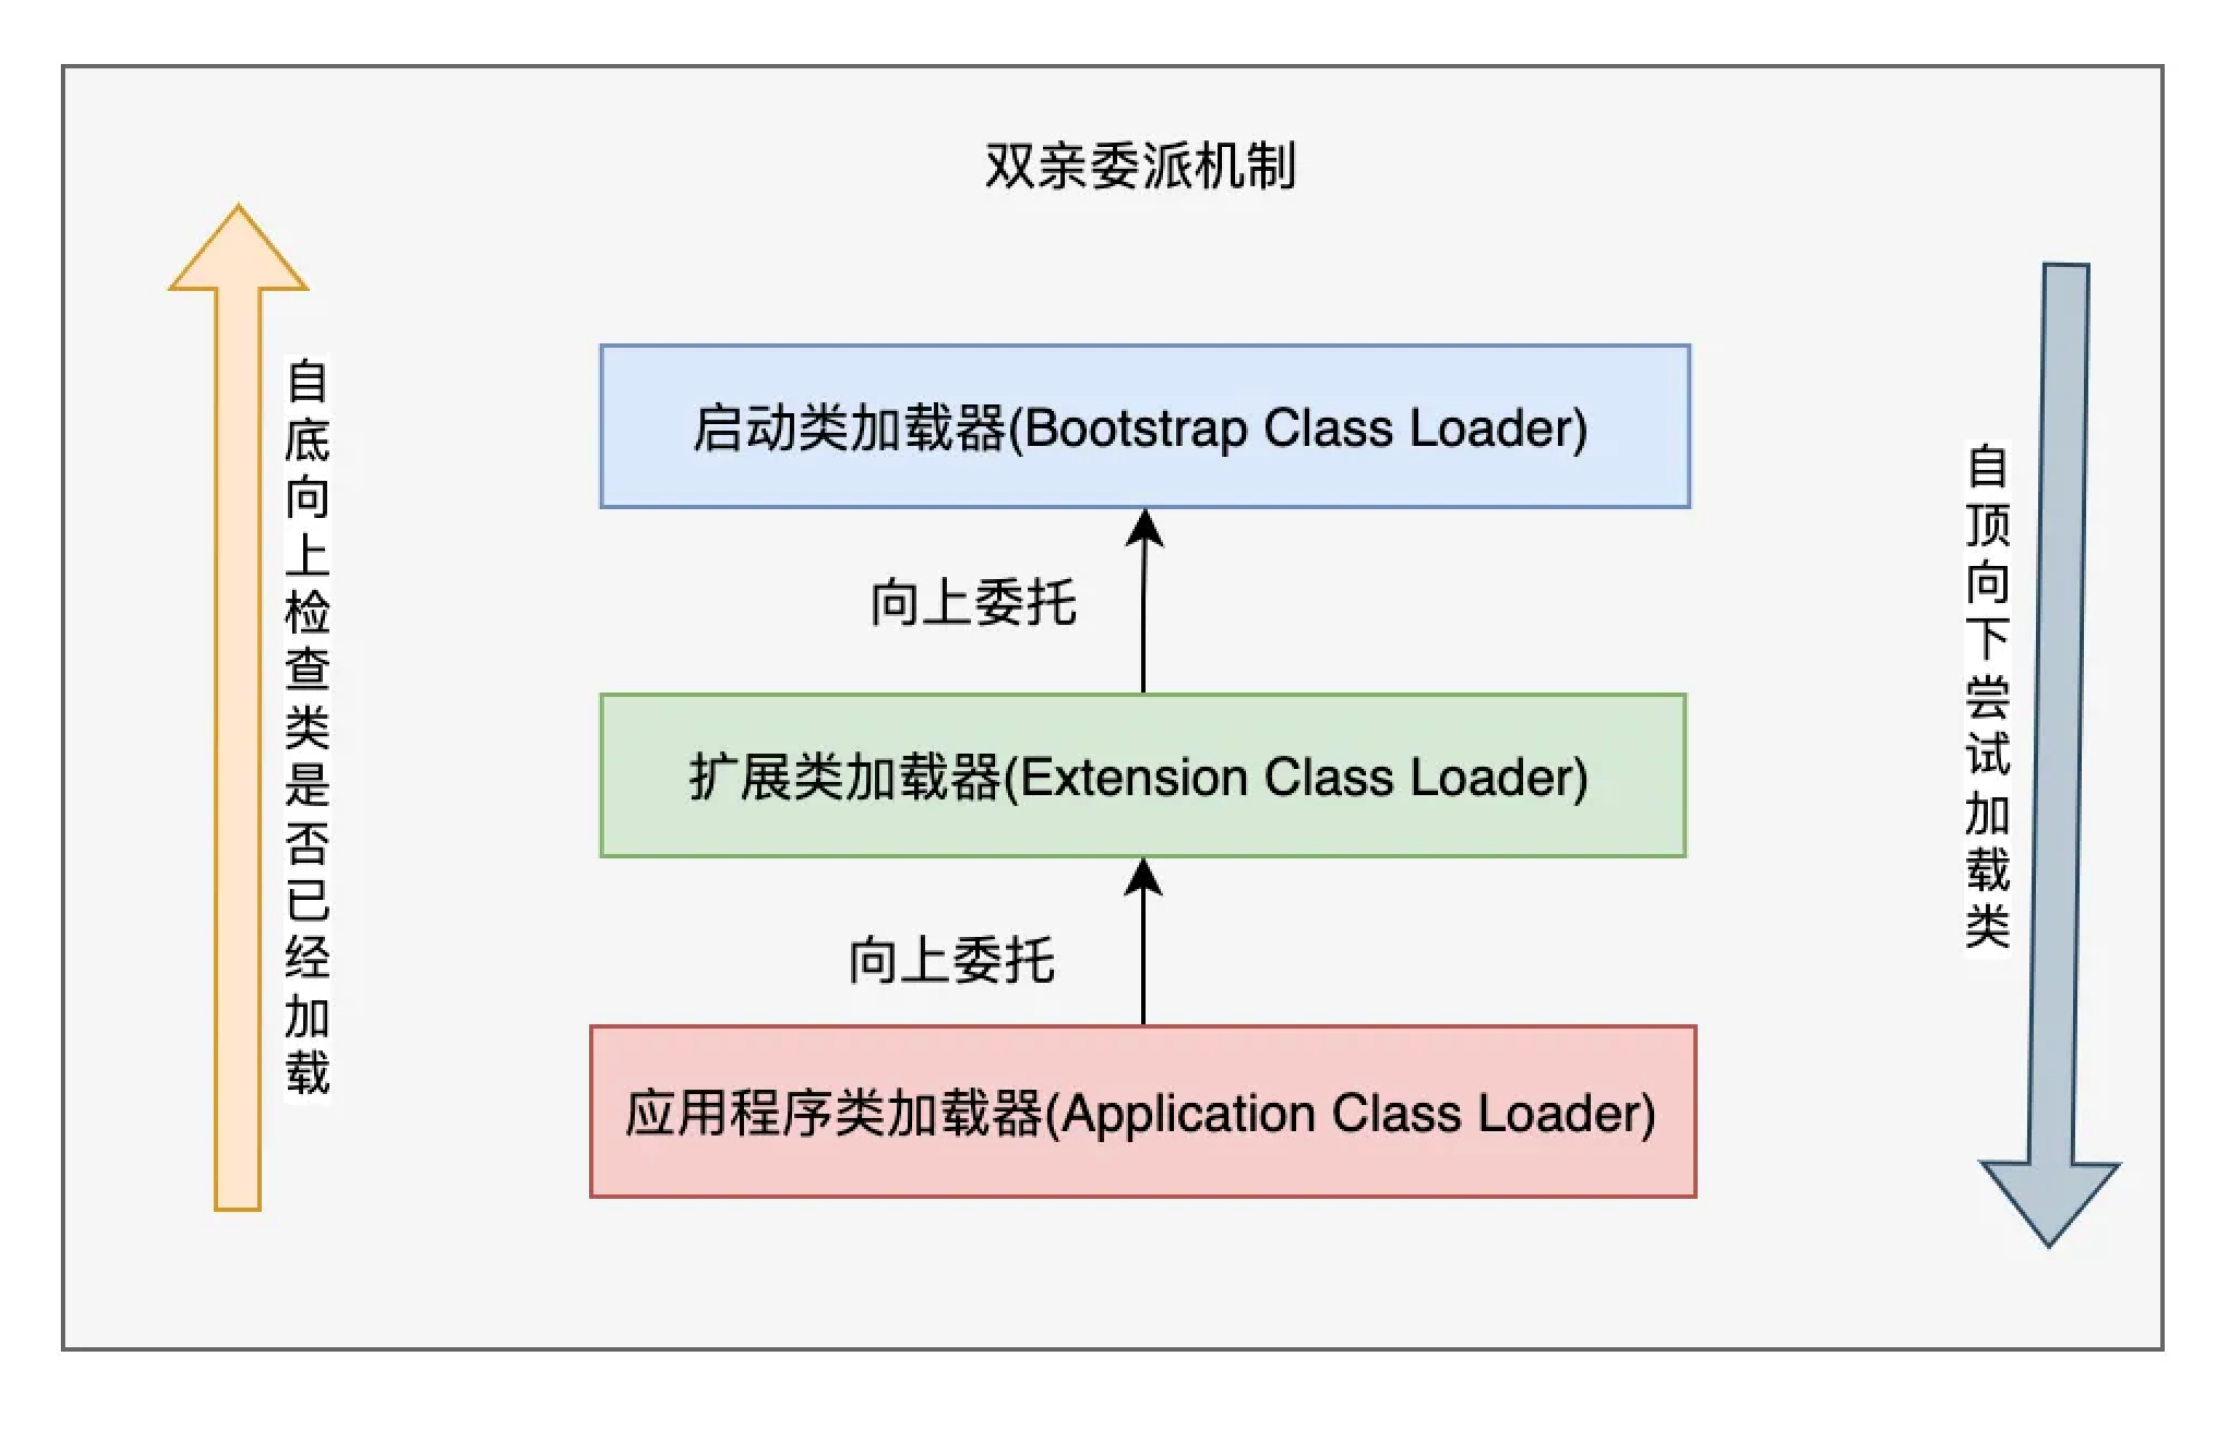 双亲委派机制
自底向上检查类是否已经加载
启动类加载器(Bootstrap Class Loader)
向上委托
扩展类加载器(Extension Class Loader)
向上委托
应用程序类加载器(Application Class Loader)
自顶向下尝试加载类